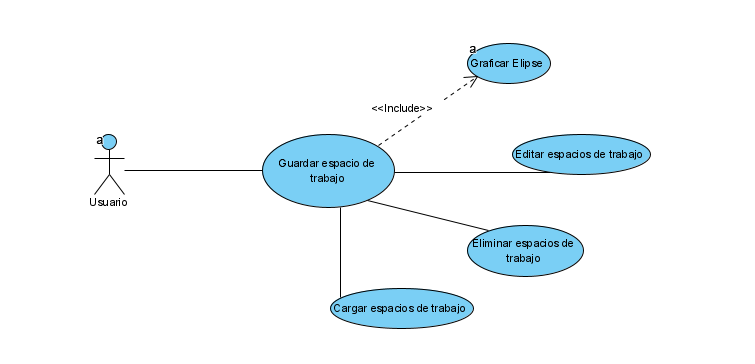 a
Graficar Elipse
<<Include>>
a
Usuario
Guardar espacio de
trabajo
Editar espacios de trabajo
Eliminar espacios de
trabajo
Cargar espacios de trabajo